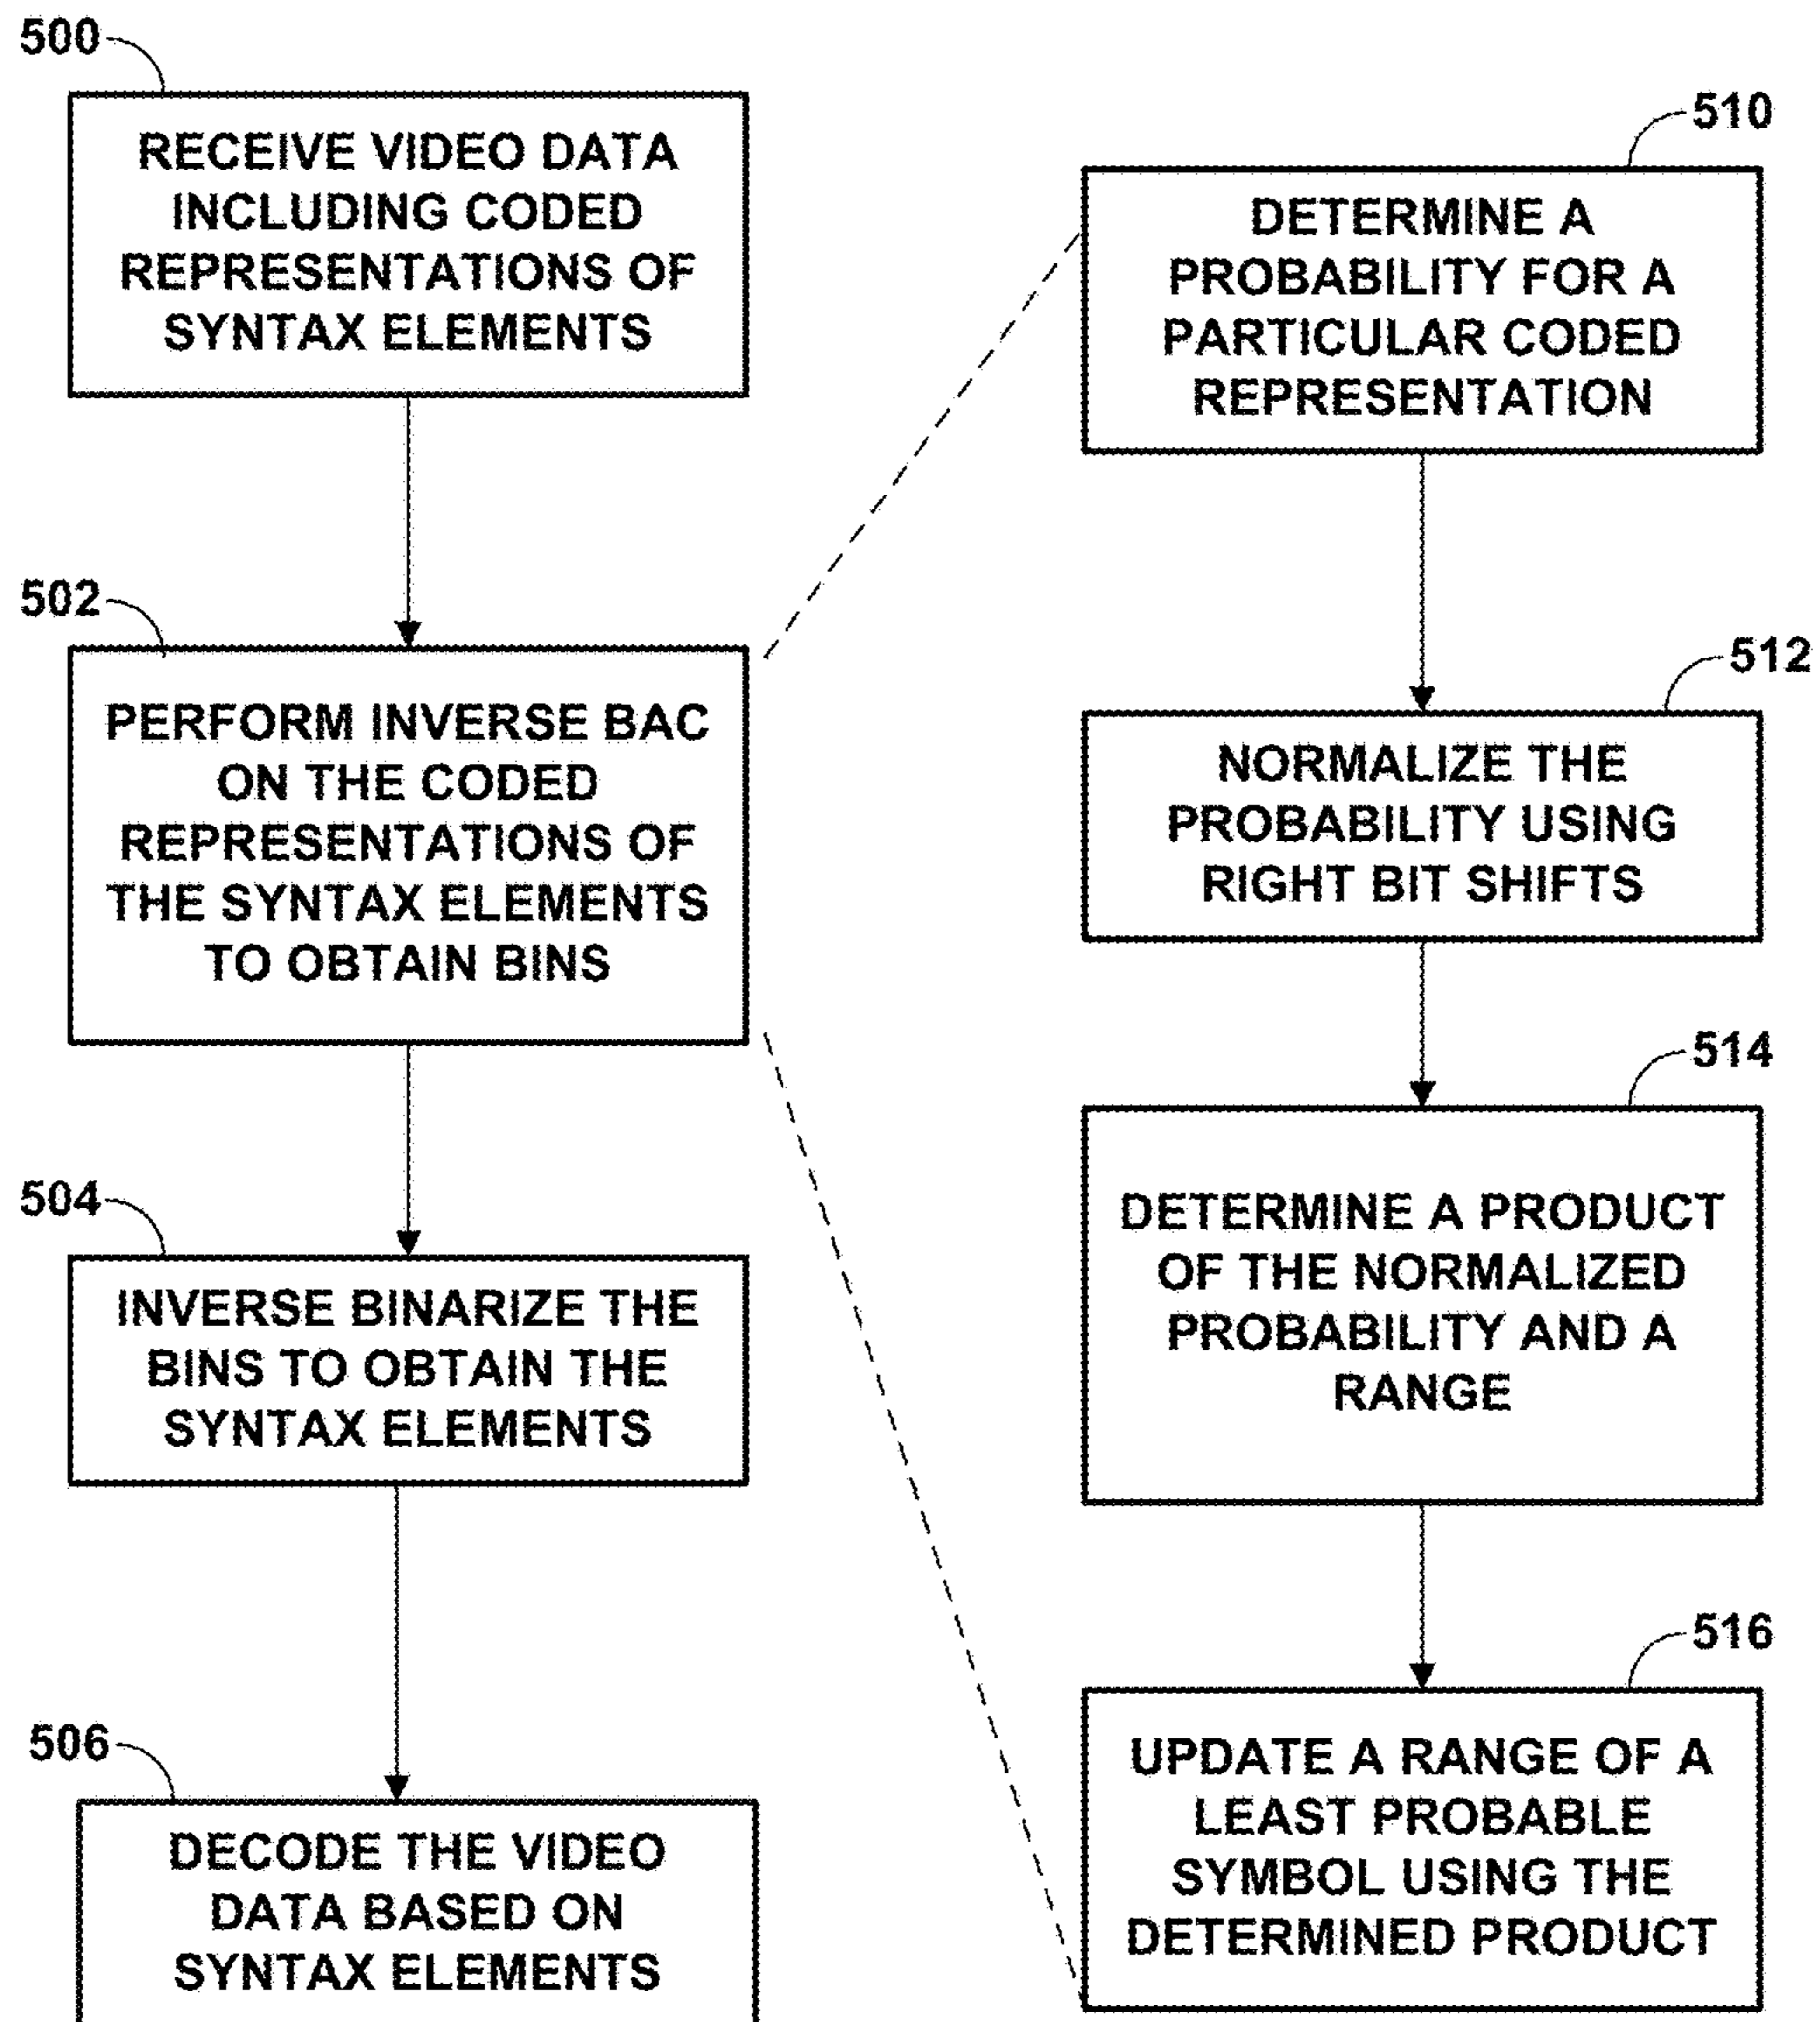 500
RECEIVE VIDEO DATA
INCLUDING CODED
REPRESENTATIONS OF
SYNTAX ELEMENTS
502
PERFORM INVERSE BAC
ON THE CODED
REPRESENTATIONS OF
THE SYNTAX ELEMENTS
TO OBTAIN BINS
504
INVERSE BINARIZE THE
BINS TO OBTAIN THE
SYNTAX ELEMENTS
506
DECODE THE VIDEO
DATA BASED ON
SYNTAX ELEMENTS
510
DETERMINE A
PROBABILITY FOR A
PARTICULAR CODED
REPRESENTATION
512
NORMALIZE THE
PROBABILITY USING
RIGHT BIT SHIFTS
514
DETERMINE A PRODUCT
OF THE NORMALIZED
PROBABILITY AND A
RANGE
516
UPDATE A RANGE OF A
LEAST PROBABLE
SYMBOL USING THE
DETERMINED PRODUCT